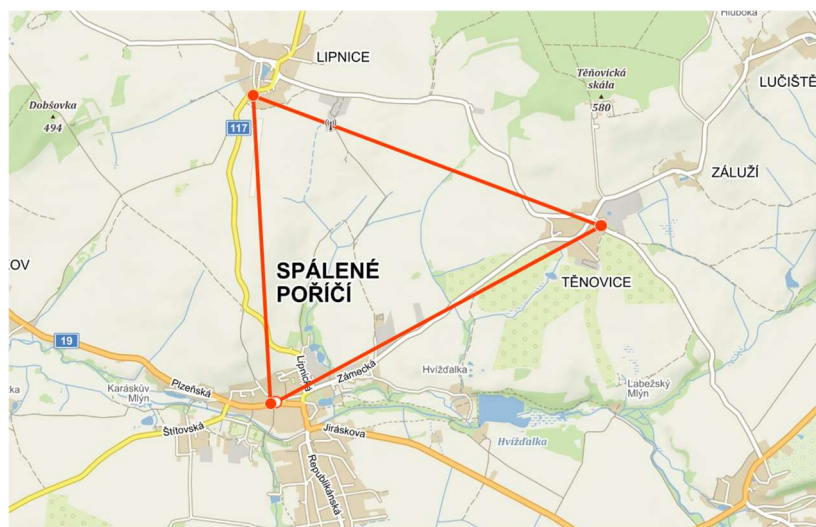 Hluboká
LIPNICE
Těňovická
skála
580
LUČIŠTĚ
Dobšovka
494
117
ZÁLUŽÍ
KOV
SPÁLENÉ
POŘÍČÍ
TĚNOVICE
19
Lipnická
Zámecká
Hvížďalka
Plzeňská
Karáskův
Mlýn
Labežský
Mlýn
Štítovská
Jiráskova
Hvížďalka
Republikánská